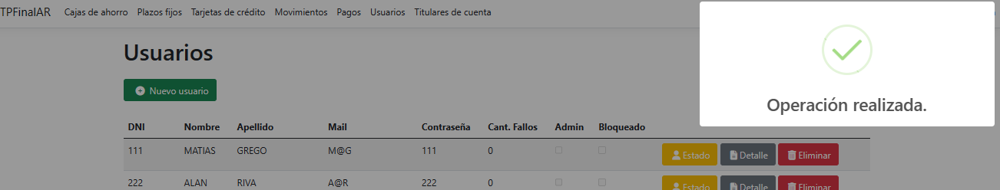 TPFinalAR Cajas de ahorro Plazos fijos Tarjetas de crédito Movimientos Pagos Usuarios Titulares de cuenta
Usuarios
Nuevo usuario
Operación realizada.
DNI Nombre Apellido Mail Contraseña Cant. Fallos Admin Bloqueado
111 MATIAS GREGO M@G 111 0 Estado Detalle Eliminar
222 ALAN RIVA A@R 222 0 Estado Detalle Eliminar